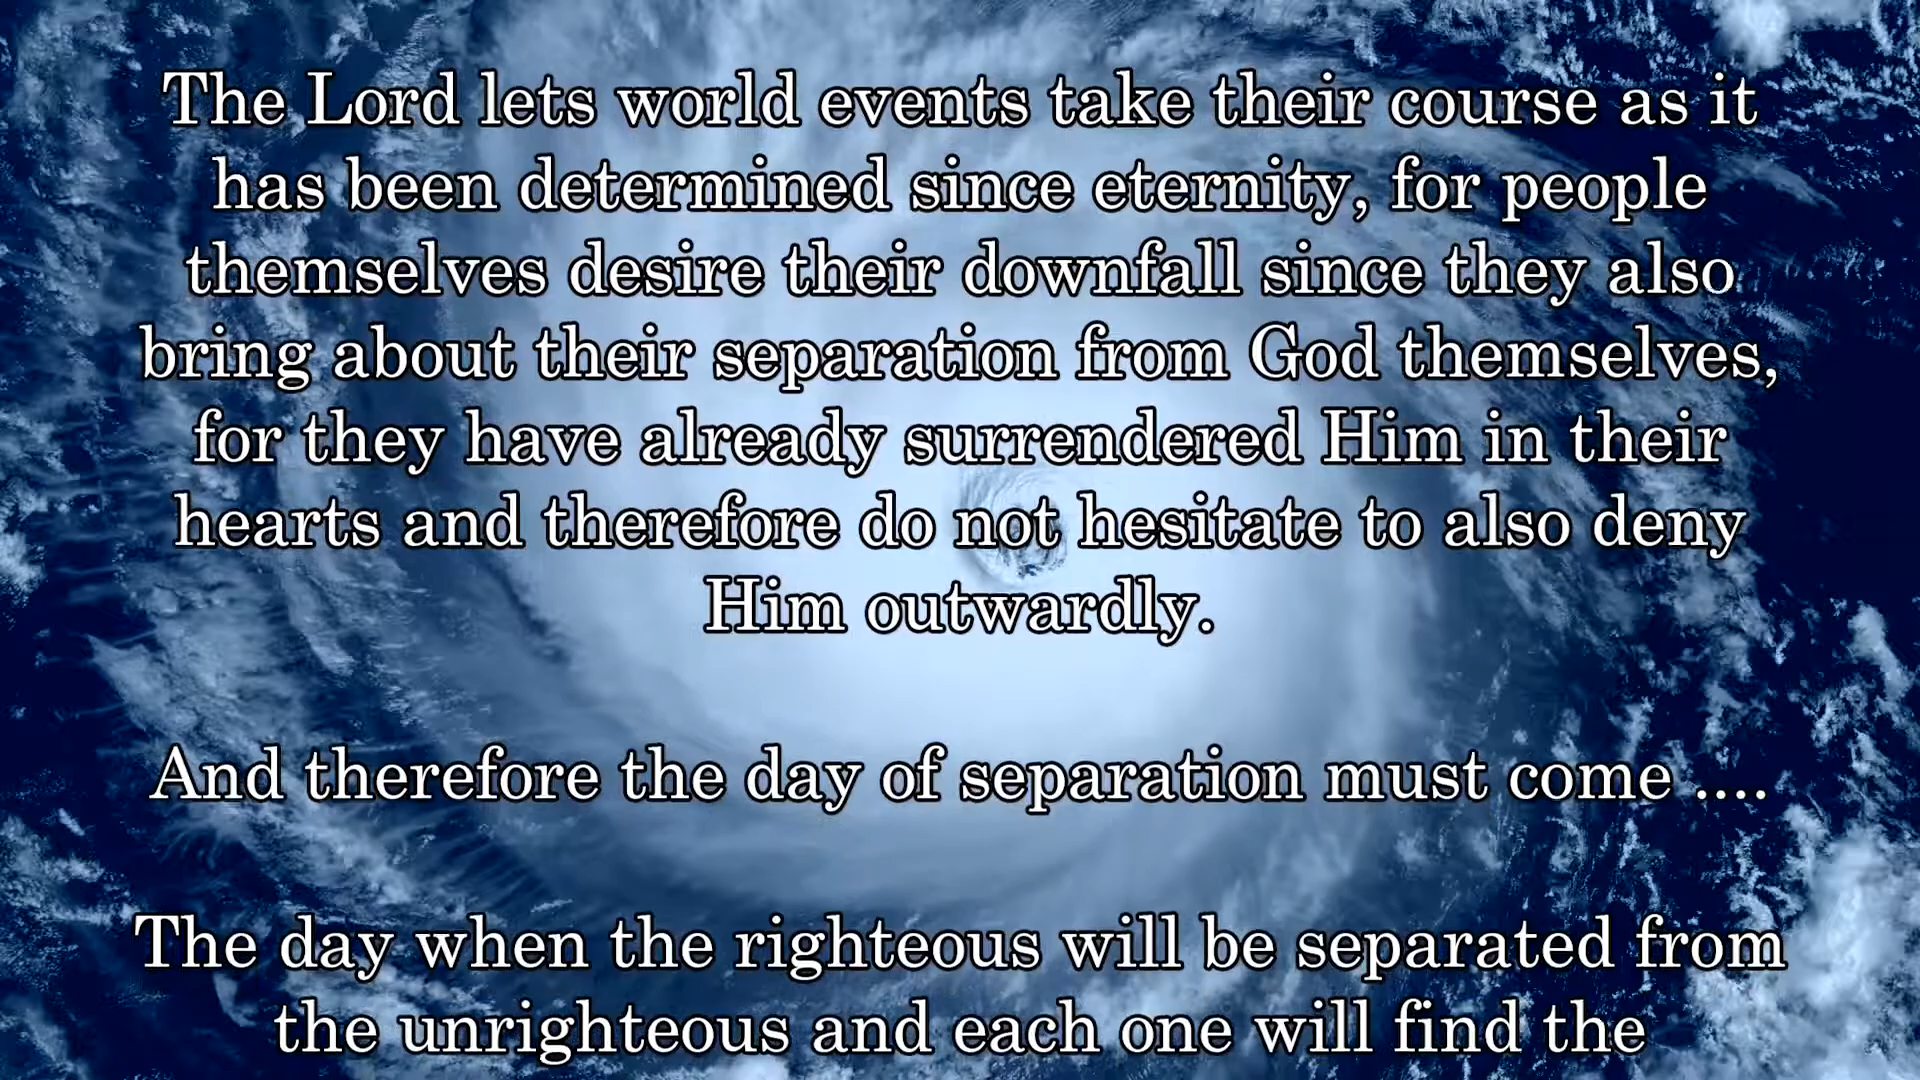 The Lord lets world events take their course as it
has been determined since eternity, for people
themselves desire their downfall since they also
bring about their separation from God themselves,
for they have already surrendered Him in their
hearts and therefore do not hesitate to also deny
Him outwardly.
And therefore the day of separation must come ....
The day when the righteous will be separated from
the unrighteous and each one will find the